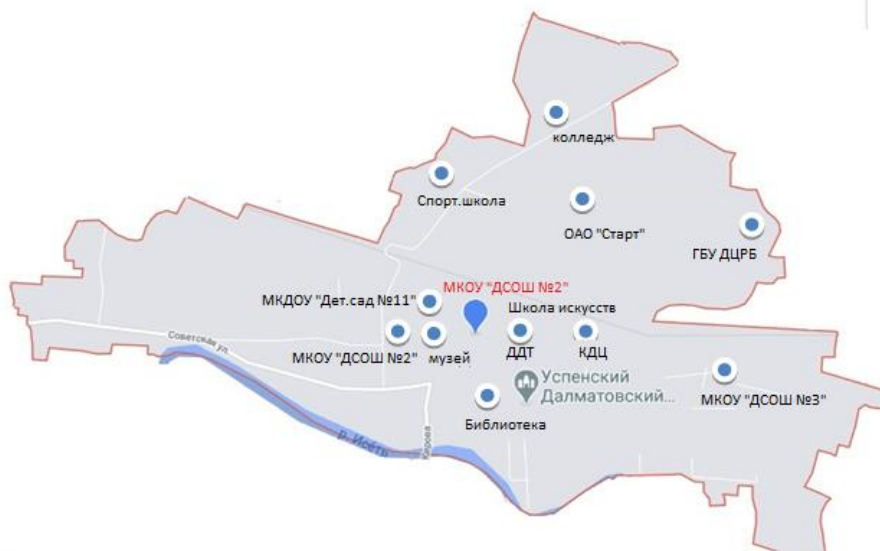 колледж
Спорт.школа
ОАО "Старт"
ГБУ ДЦРБ
МКОУ "ДСОШ №2"
МКДОУ "Дет.сад №11"
Школа искусств
Советская ул.
МКОУ "ДСОШ №2"
музей
ДДТ
КДЦ
Успенский
Далматовский...
МКОУ "ДСОШ №3"
Библиотека
Кирова
р. Исеть